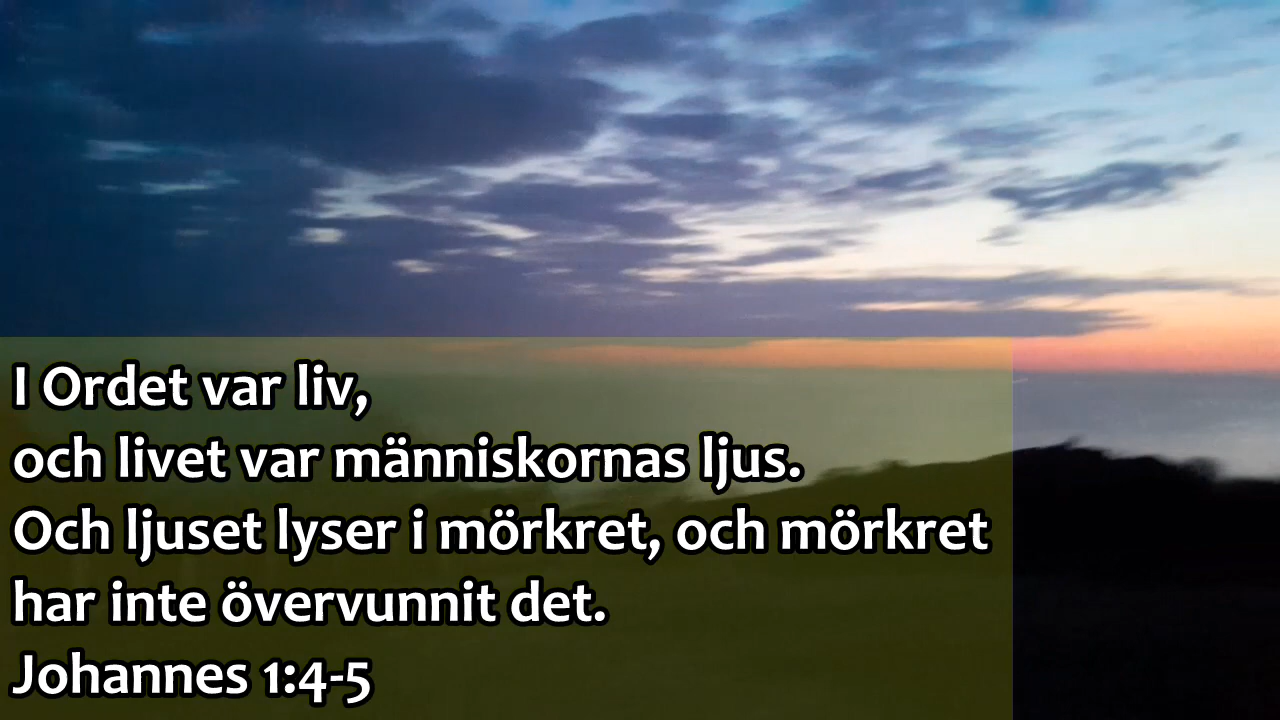 I Ordet var liv,
och livet var människornas ljus.
Och ljuset lyser i mörkret, och mörkret
har inte övervunnit det.
Johannes 1:4-5